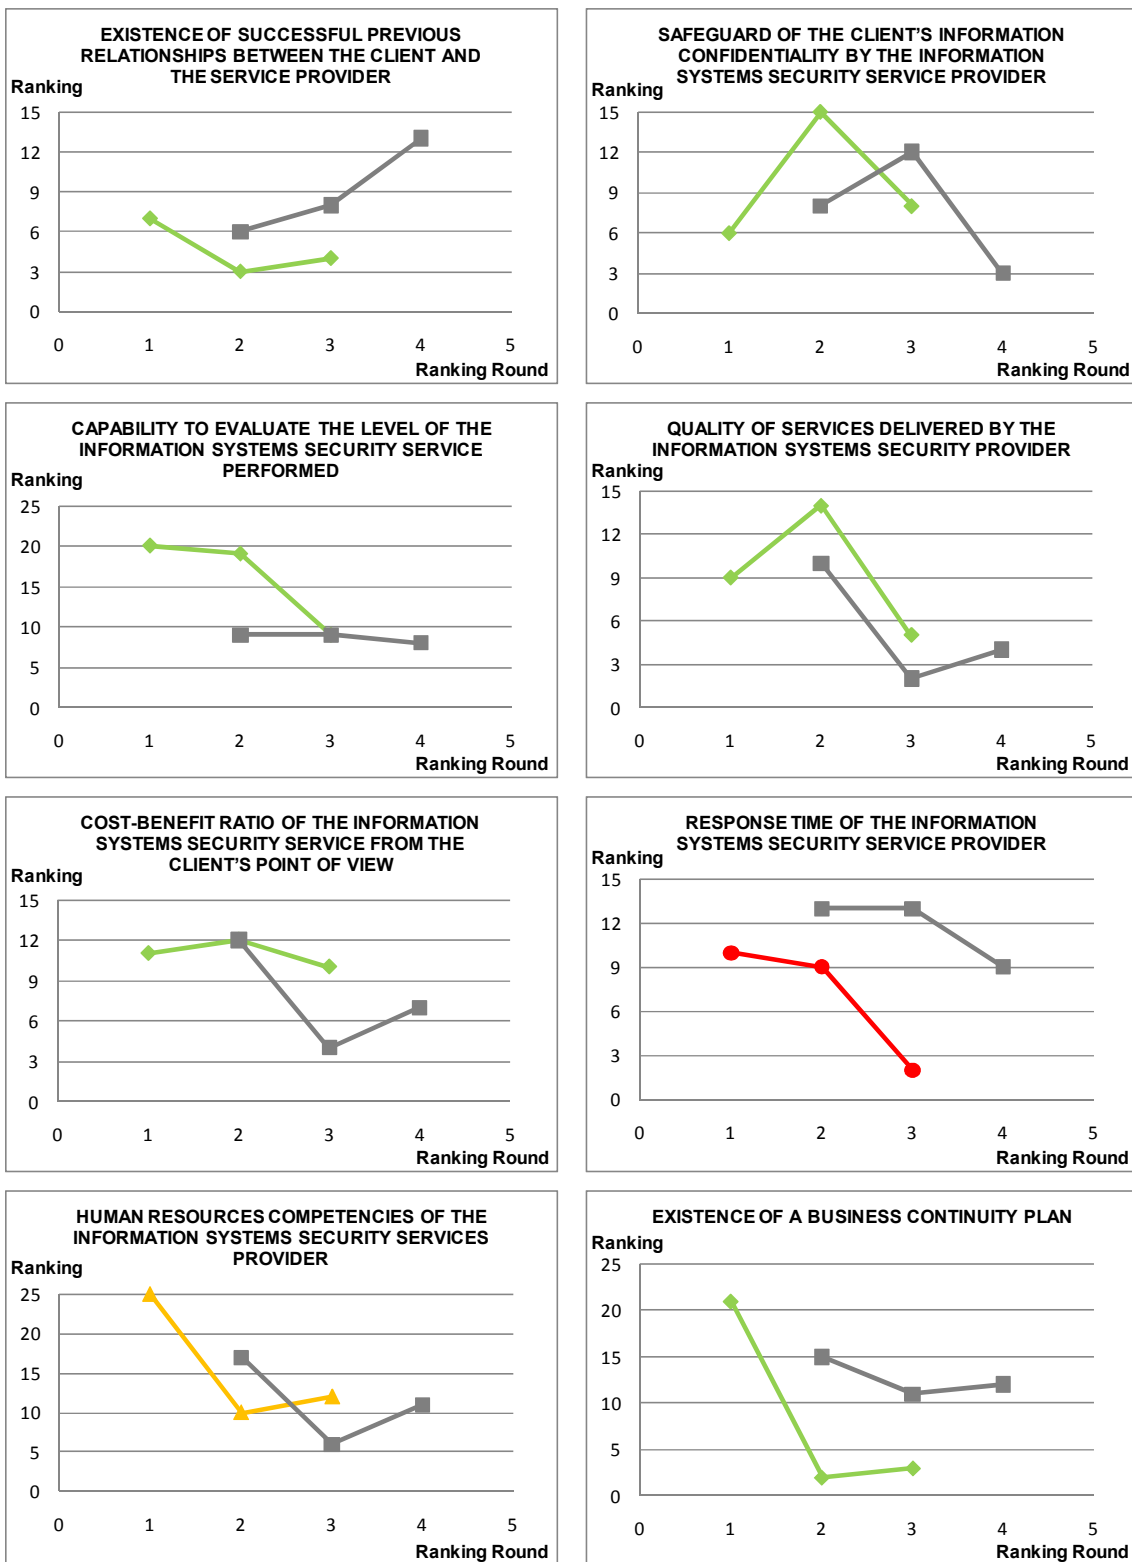 EXISTENCE OF SUCCESSFUL PREVIOUS
RELATIONSHIPS BETWEEN THE CLIENT AND
THE SERVICE PROVIDER
Ranking
15
12
9
6
3
0
0 1 2 3 4 5
Ranking Round
SAFEGUARD OF THE CLIENT'S INFORMATION
CONFIDENTIALITY BY THE INFORMATION
SYSTEMS SECURITY SERVICE PROVIDER
Ranking
15
12
9
6
3
0
0 1 2 3 4 5
Ranking Round
CAPABILITY TO EVALUATE THE LEVEL OF THE
INFORMATION SYSTEMS SECURITY SERVICE
PERFORMED
Ranking
25
20
15
10
5
0
0 1 2 3 4 5
Ranking Round
QUALITY OF SERVICES DELIVERED BY THE
INFORMATION SYSTEMS SECURITY PROVIDER
Ranking
15
12
9
6
3
0
0 1 2 3 4 5
Ranking Round
COST-BENEFIT RATIO OF THE INFORMATION
SYSTEMS SECURITY SERVICE FROM THE
CLIENT'S POINT OF VIEW
Ranking
15
12
9
6
3
0
0 1 2 3 4 5
Ranking Round
RESPONSE TIME OF THE INFORMATION
SYSTEMS SECURITY SERVICE PROVIDER
Ranking
15
12
9
6
3
0
0 1 2 3 4 5
Ranking Round
HUMAN RESOURCES COMPETENCIES OF THE
INFORMATION SYSTEMS SECURITY SERVICES
PROVIDER
Ranking
25
20
15
10
5
0
0 1 2 3 4 5
Ranking Round
EXISTENCE OF A BUSINESS CONTINUITY PLAN
Ranking
25
20
15
10
5
0
0 1 2 3 4 5
Ranking Round